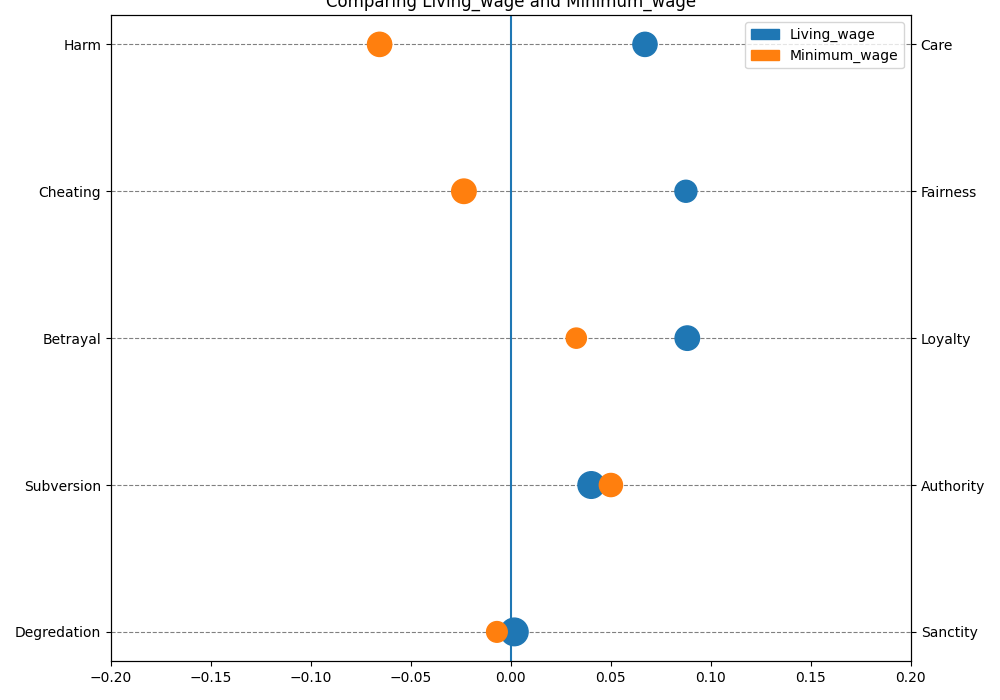 Comparing Living_wage and Minimum_wage
Living_wage
Minimum_wage
Harm
Care
Cheating
Fairness
Betrayal
Loyalty
Subversion
Authority
Degredation
Sanctity
−0.20 −0.15 −0.10 −0.05 0.00 0.05 0.10 0.15 0.20